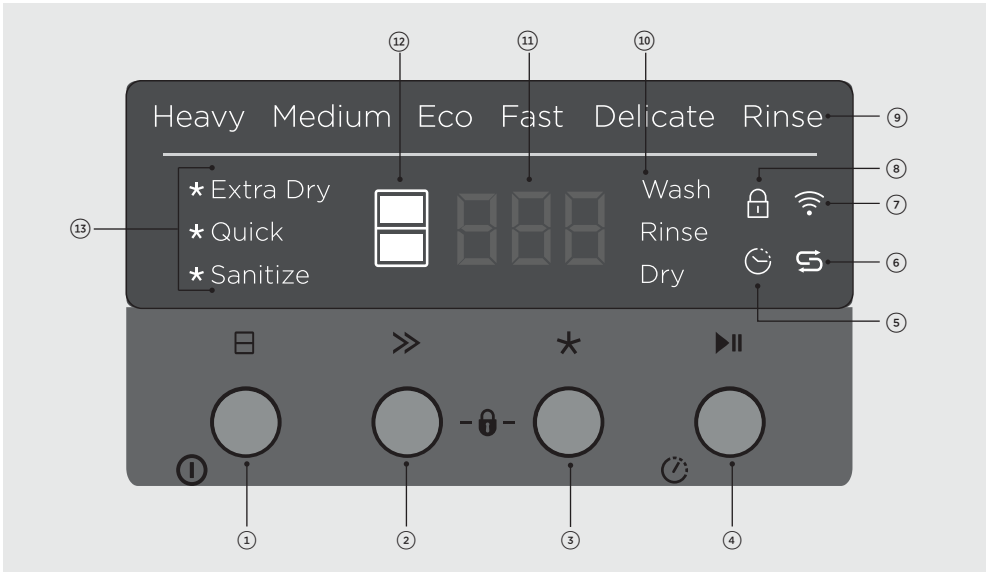 12 11 10
Heavy Medium Eco Fast Delicate Rinse 9
8
* Extra Dry 888 Wash 7
13 * Quick Rinse
* Sanitize Dry 6
5
1 2 3 4